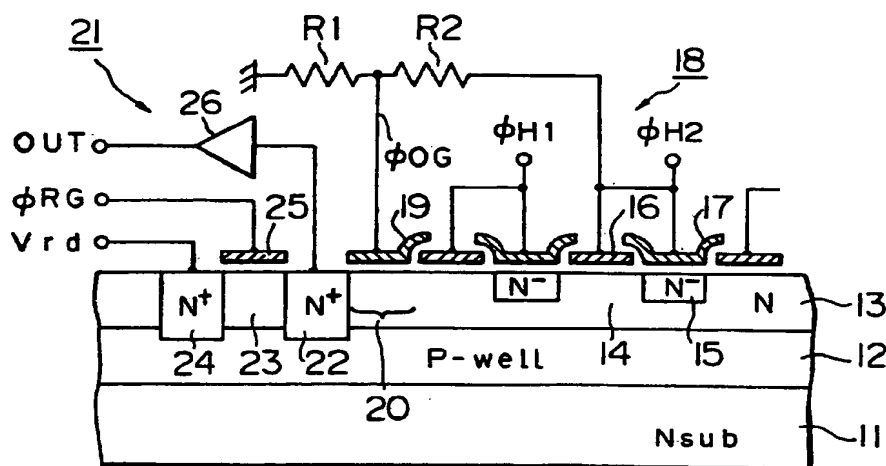 21
R1
R2
18
26
φH1
φH2
OUT
φOG
φRG
25
19
16
17
Vrd
N⁺
N⁺
N⁻
N⁻
N
13
24
23
22
20
14
15
P-well
12
Nsub
11